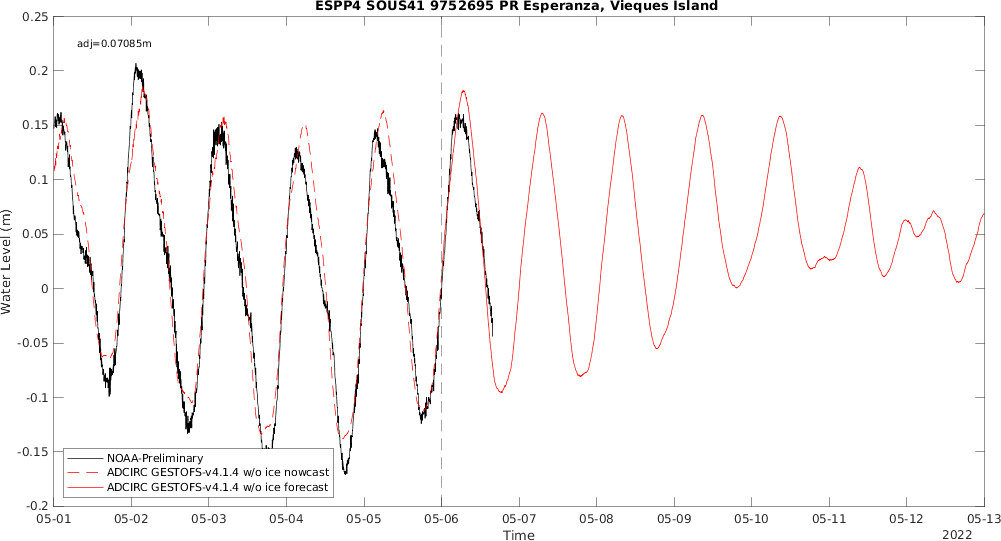 ESPP4 SOUS41 9752695 PR Esperanza, Vieques Island
adj=0.07085m
0.25
0.2
0.15
0.1
0.05
0
-0.05
-0.1
-0.15
-0.2
Water Level (m)
NOAA-Preliminary
ADCIRC GESTOFS-v4.1.4 w/o ice nowcast
ADCIRC GESTOFS-v4.1.4 w/o ice forecast
05-01 05-02 05-03 05-04 05-05 05-06 05-07 05-08 05-09 05-10 05-11 05-12 05-13
Time
2022